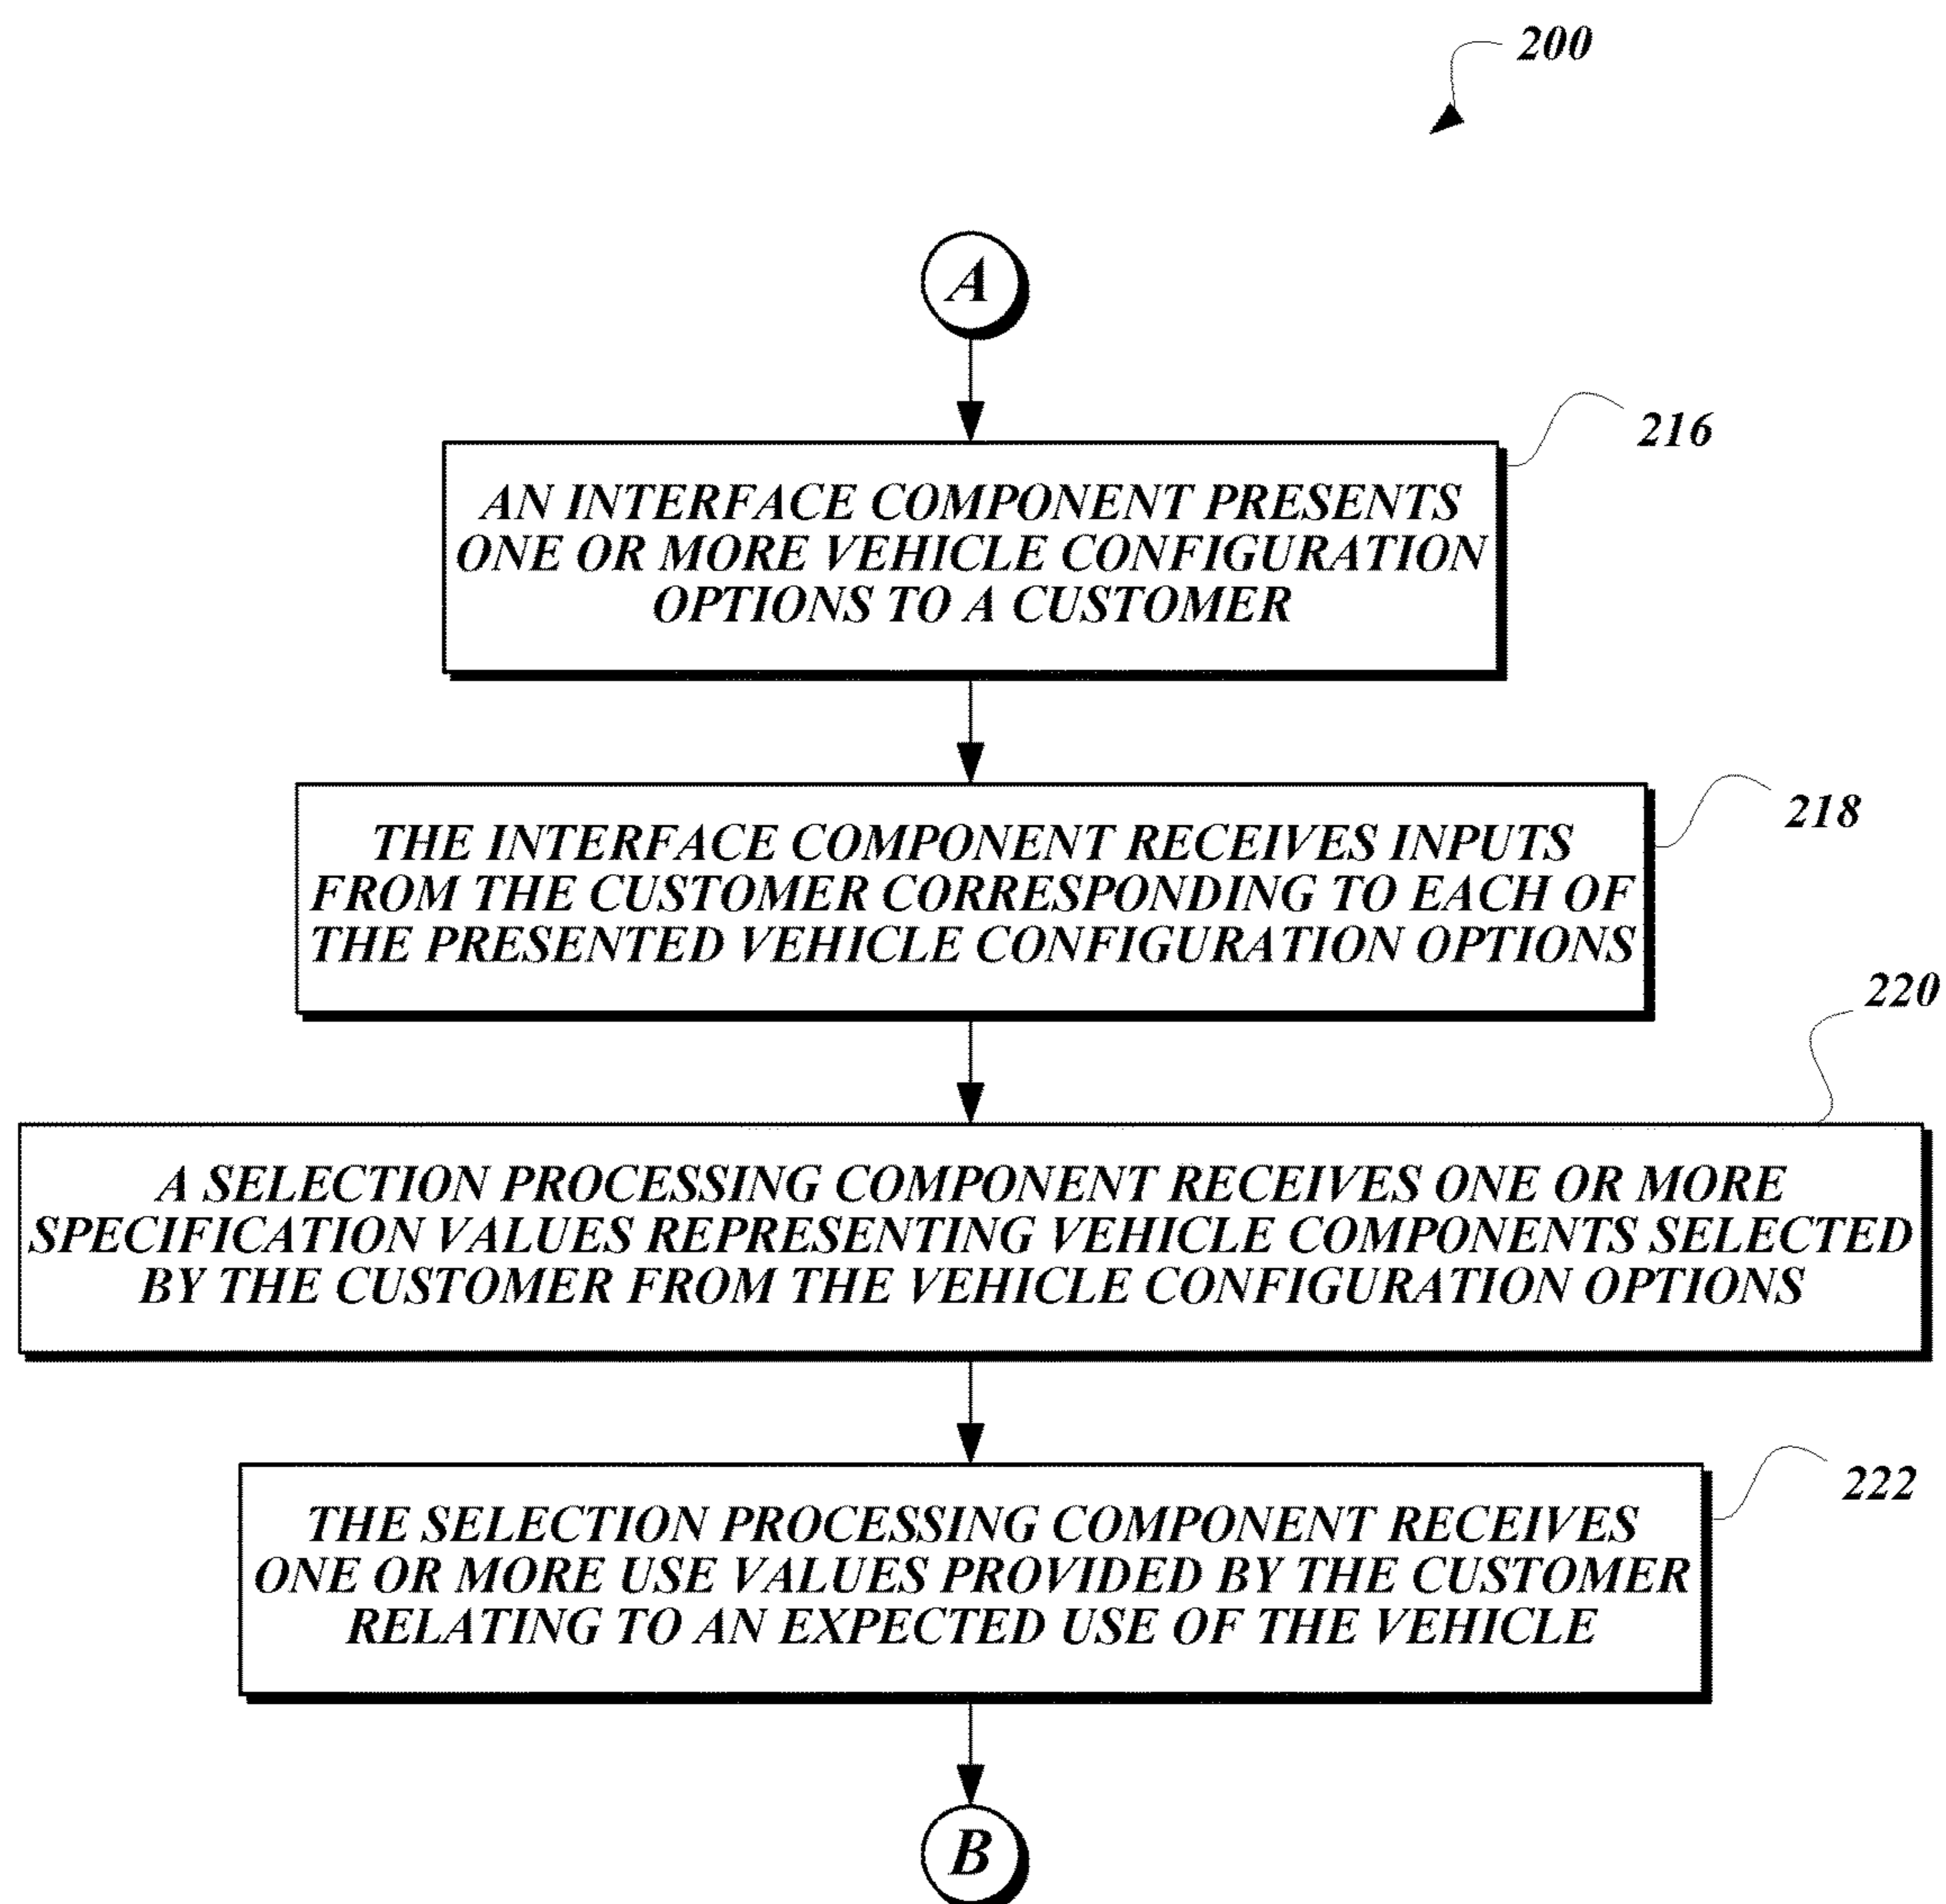 200
A
216
AN INTERFACE COMPONENT PRESENTS
ONE OR MORE VEHICLE CONFIGURATION
OPTIONS TO A CUSTOMER
218
THE INTERFACE COMPONENT RECEIVES INPUTS
FROM THE CUSTOMER CORRESPONDING TO EACH OF
THE PRESENTED VEHICLE CONFIGURATION OPTIONS
220
A SELECTION PROCESSING COMPONENT RECEIVES ONE OR MORE
SPECIFICATION VALUES REPRESENTING VEHICLE COMPONENTS SELECTED
BY THE CUSTOMER FROM THE VEHICLE CONFIGURATION OPTIONS
222
THE SELECTION PROCESSING COMPONENT RECEIVES
ONE OR MORE USE VALUES PROVIDED BY THE CUSTOMER
RELATING TO AN EXPECTED USE OF THE VEHICLE
B